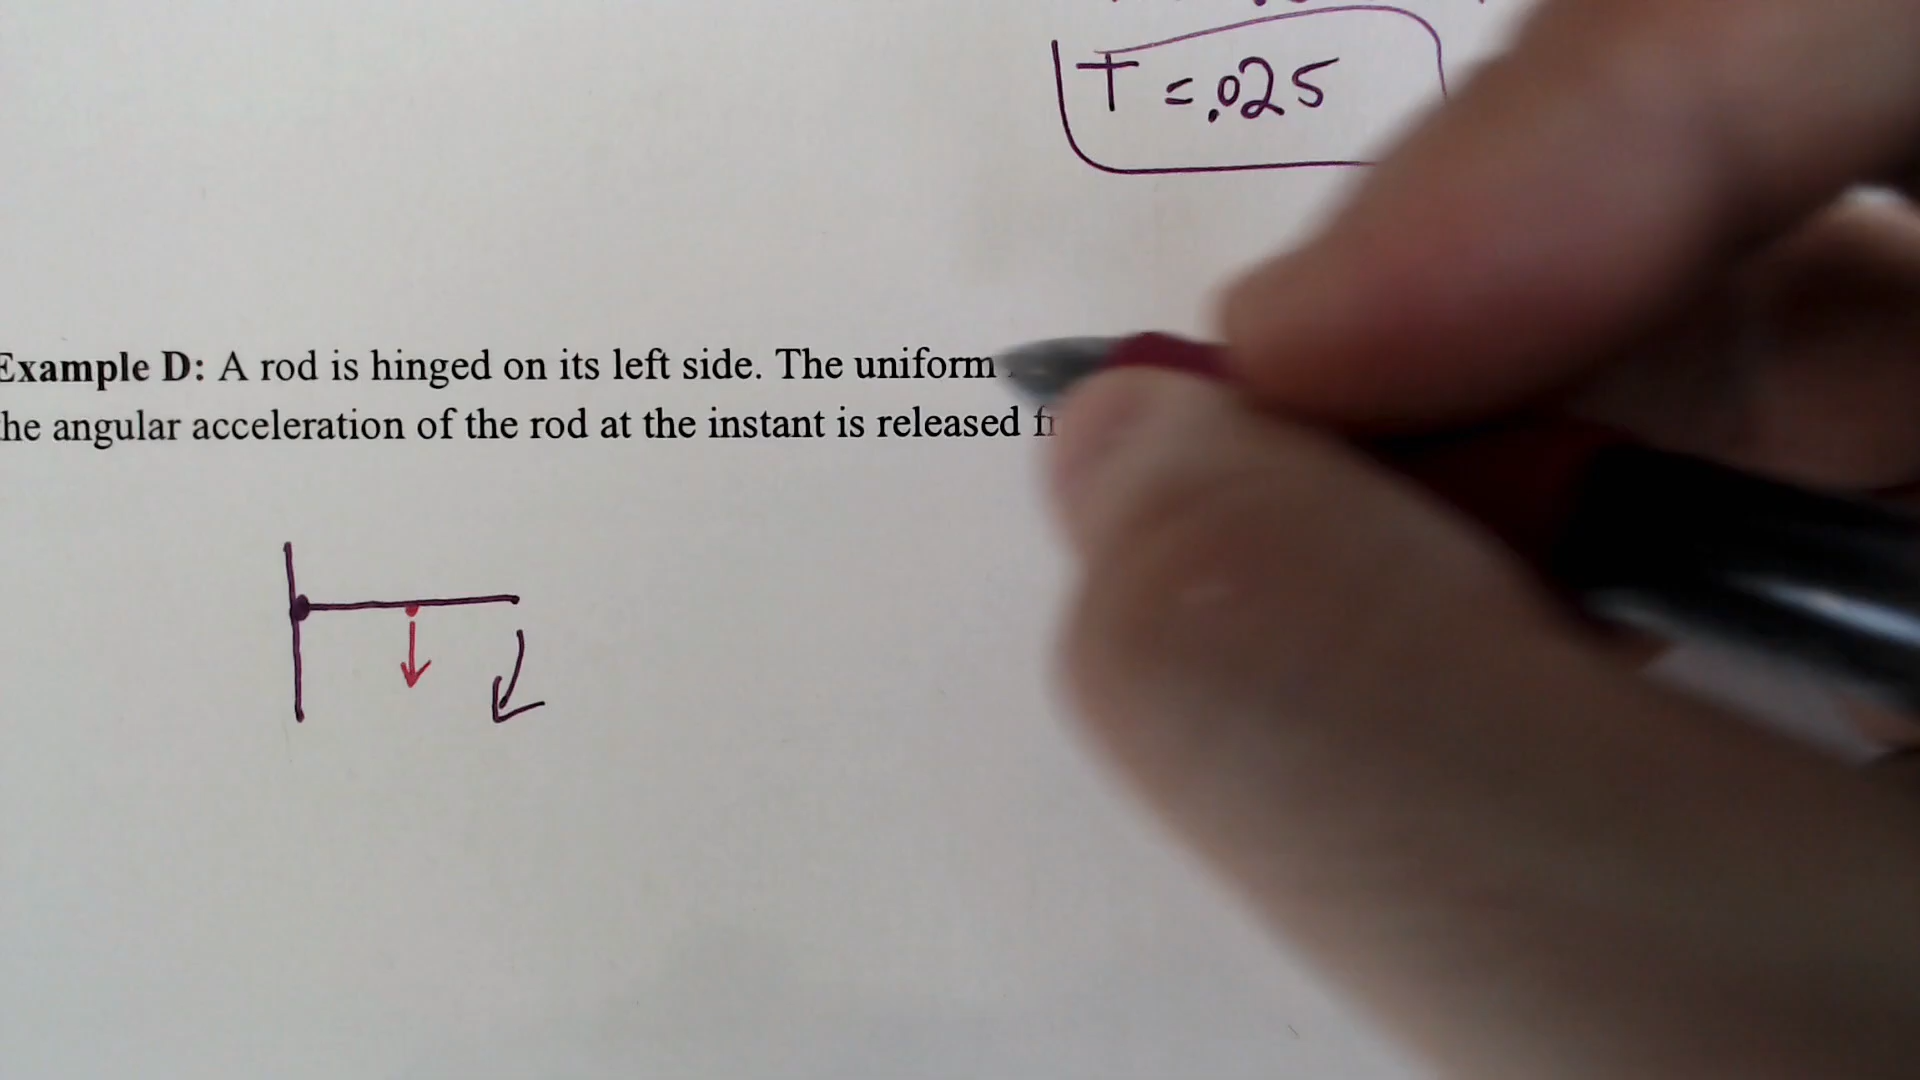 T = .025
Example D: A rod is hinged on its left side. The uniform
the angular acceleration of the rod at the instant is released